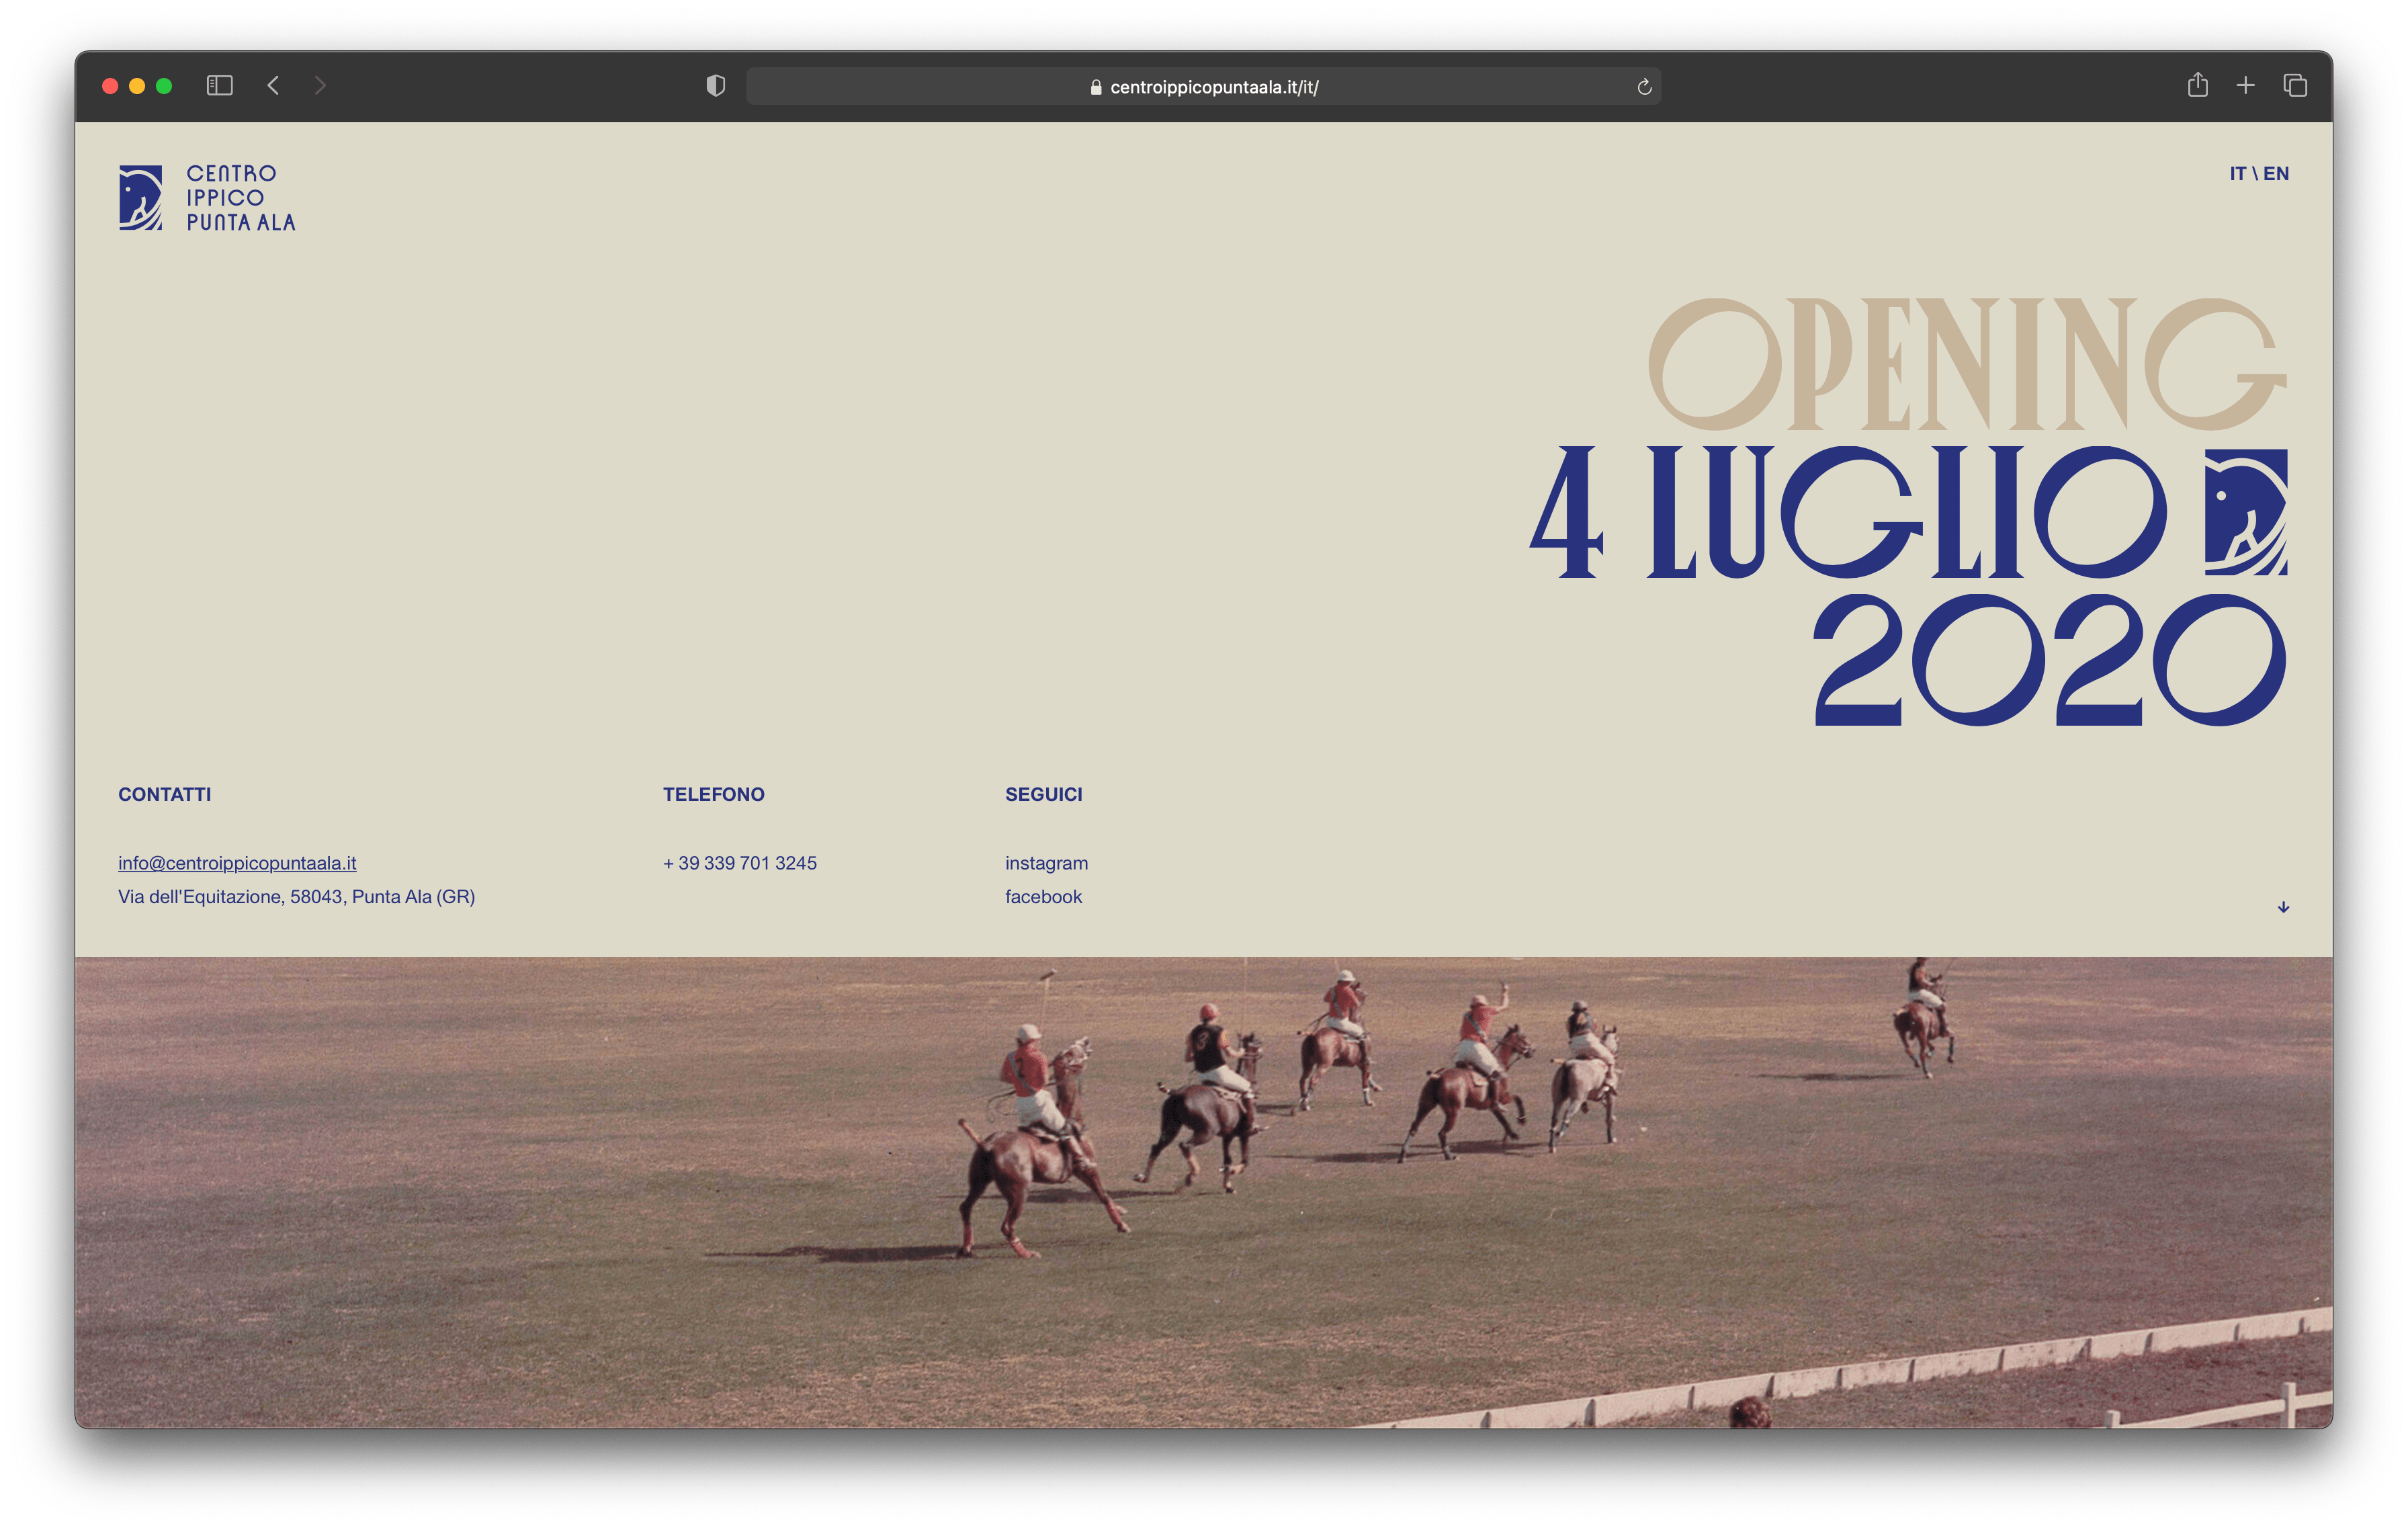 centroippicopuntaala.it/it/
CENTRO
IPPICO
PUNTA ALA
IT \ EN
OPENING
4 LUGLIO
2020
CONTATTI
info@centroippicopuntaala.it
Via dell'Equitazione, 58043, Punta Ala (GR)
TELEFONO
+ 39 339 701 3245
SEGUICI
instagram
facebook